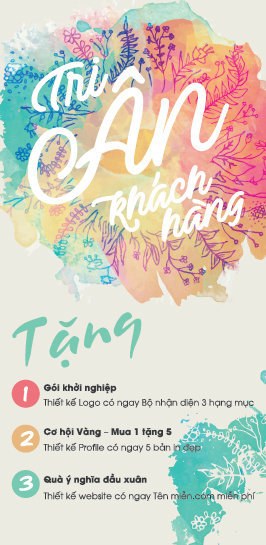 Tri
ÂN
khách
hàng
Tặng
1 Gói khởi nghiệp
Thiết kế Logo có ngay Bộ nhận diện 3 hạng mục
2 Cơ hội Vàng – Mua 1 tặng 5
Thiết kế Profile có ngay 5 bản in đẹp
3 Quà ý nghĩa đầu xuân
Thiết kế website có ngay Tên miền.com miễn phí